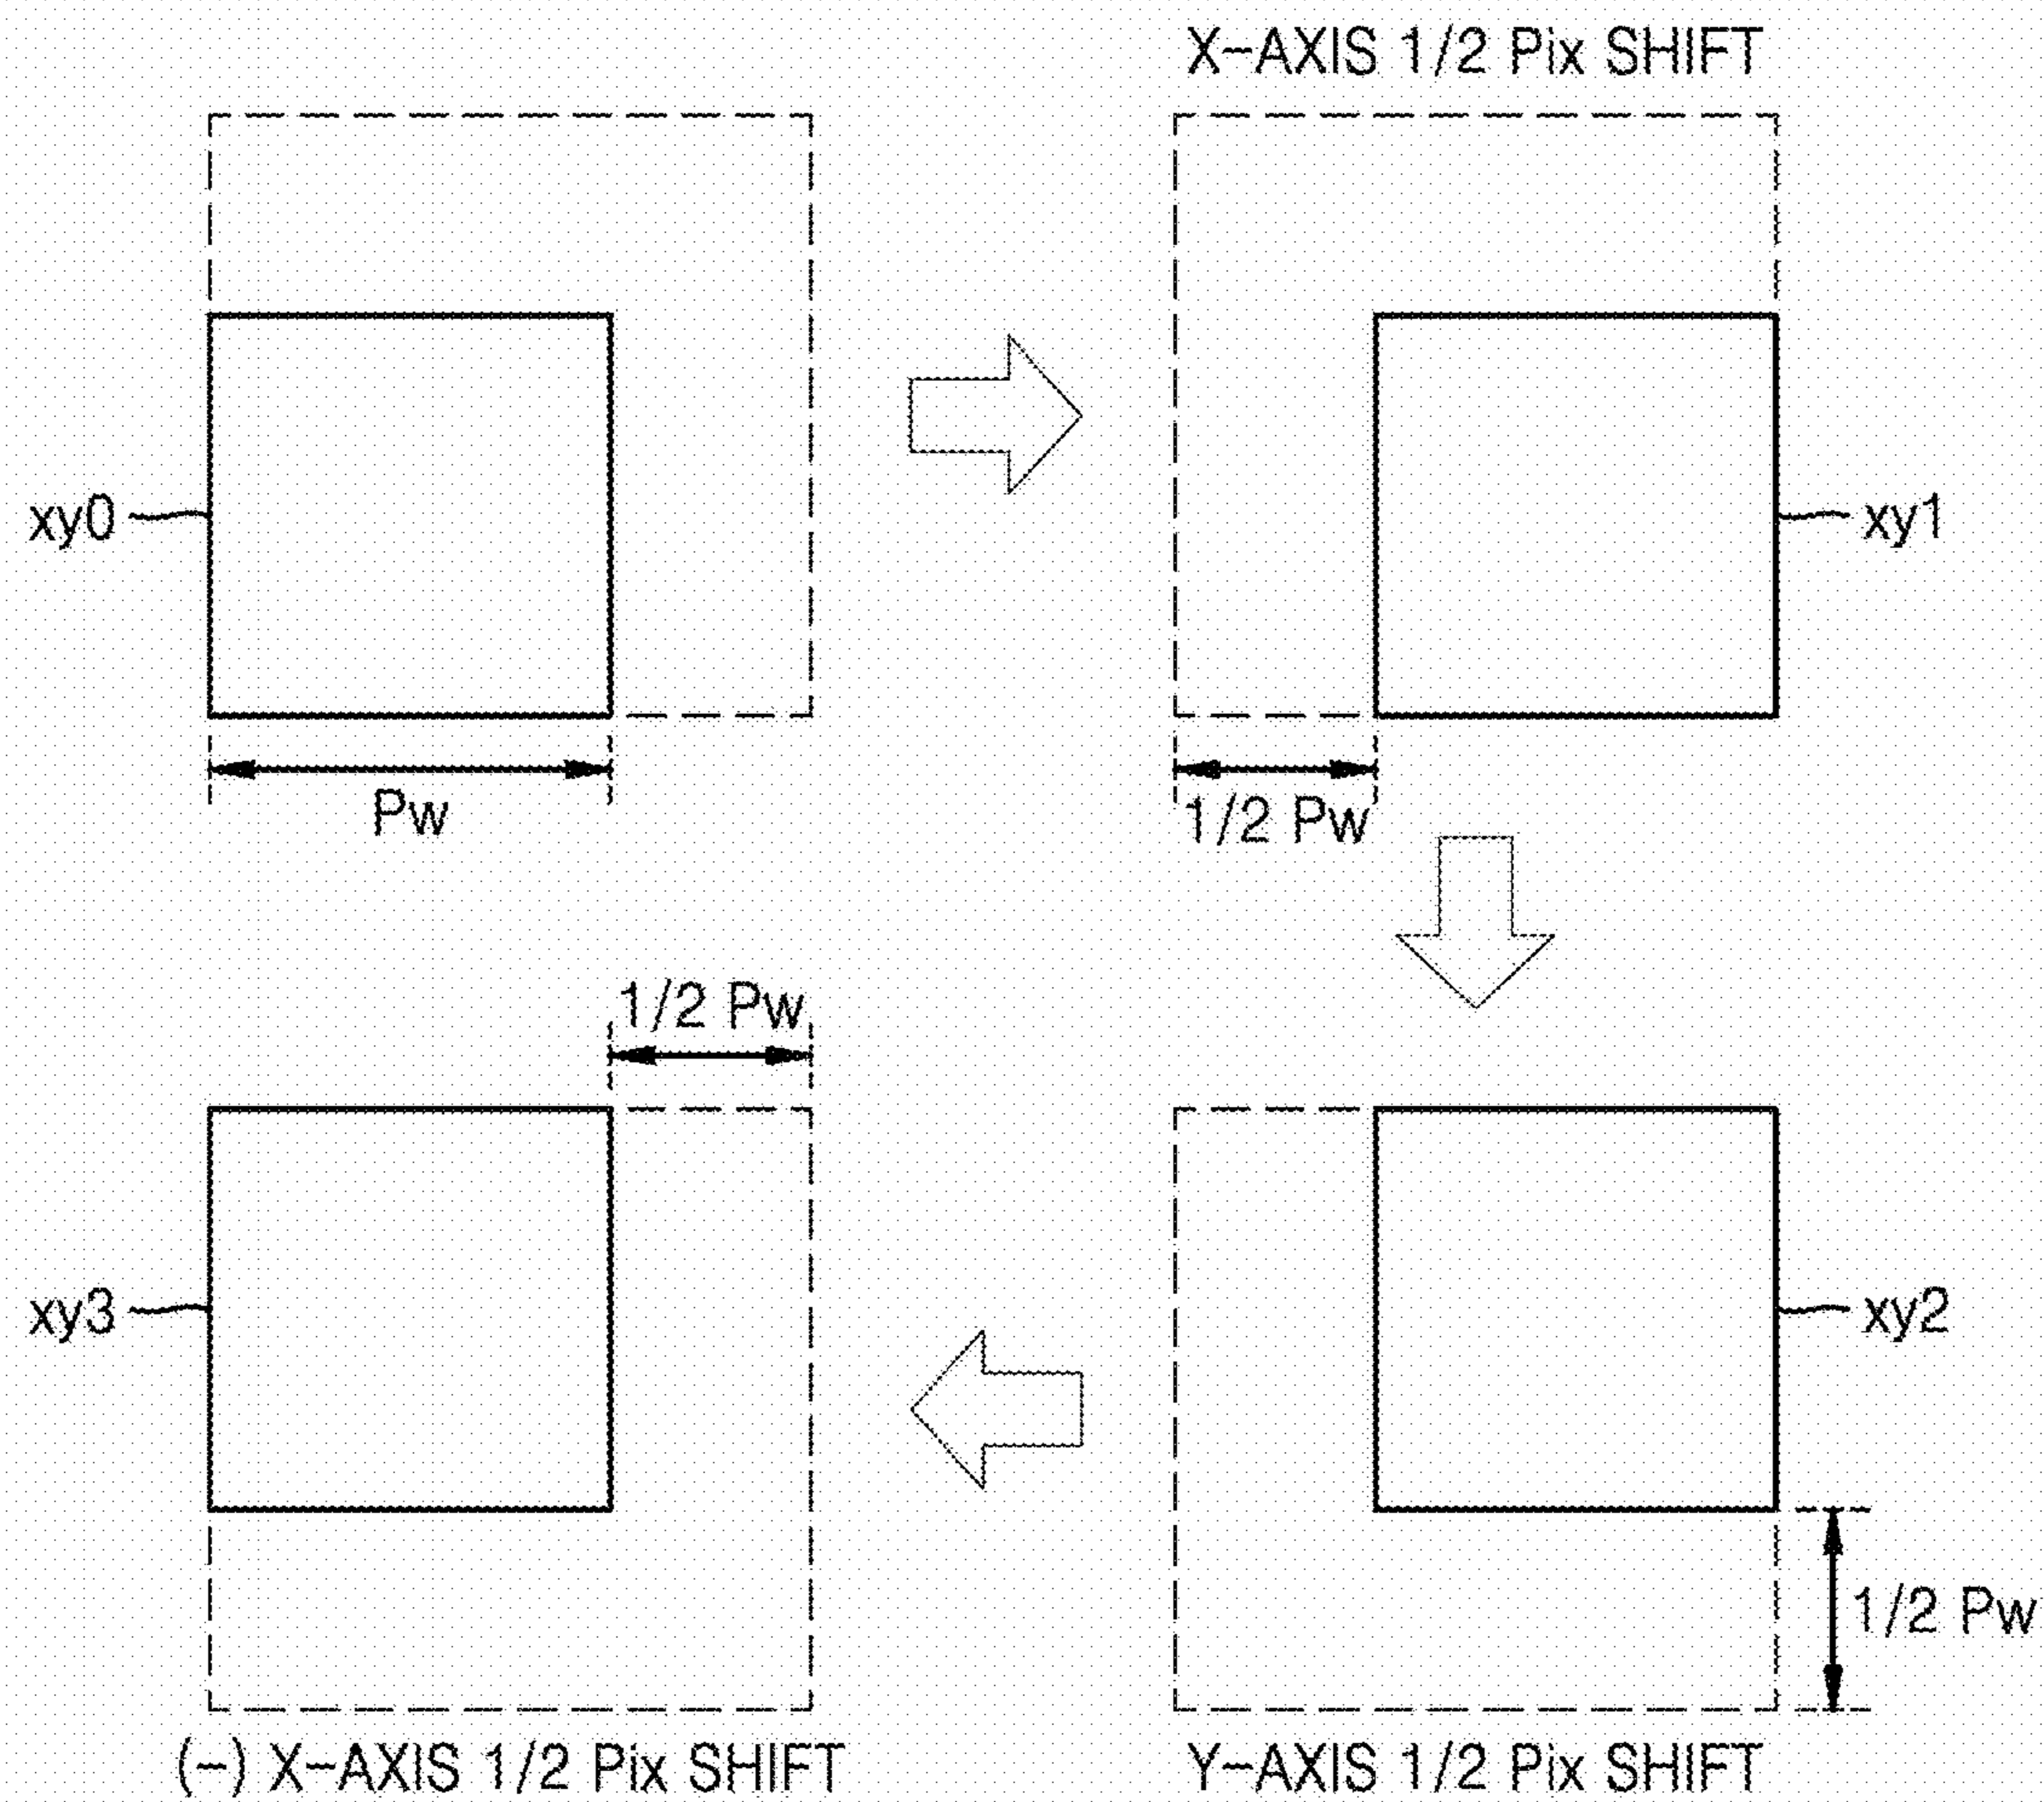 X-AXIS 1/2 Pix SHIFT
xy0
xy1
Pw
1/2 Pw
1/2 Pw
xy3
xy2
1/2 Pw
(-) X-AXIS 1/2 Pix SHIFT
Y-AXIS 1/2 Pix SHIFT